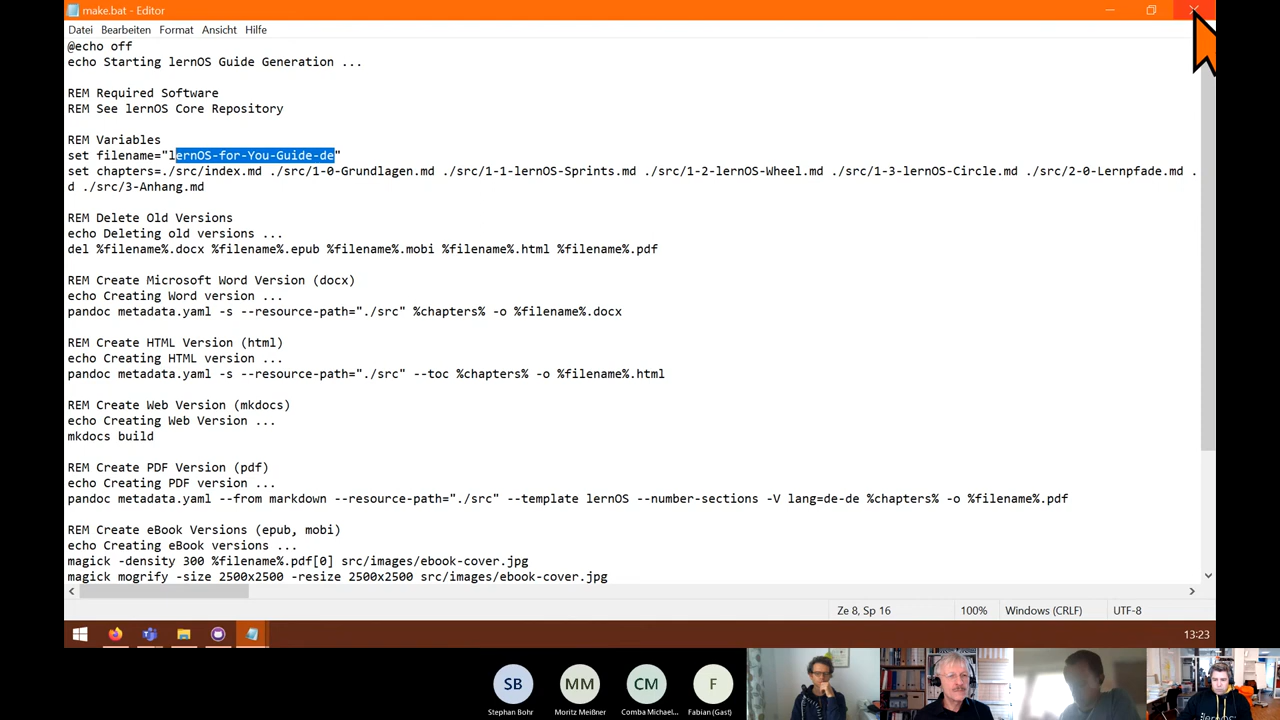 make.bat - Editor
Datei Bearbeiten Format Ansicht Hilfe
@echo off
echo Starting lernOS Guide Generation ...
REM Required Software
REM See lernOS Core Repository
REM Variables
set filename="lernOS-for-You-Guide-de"
set chapters=./src/index.md ./src/1-0-Grundlagen.md ./src/1-1-lernOS-Sprints.md ./src/1-2-lernOS-Wheel.md ./src/1-3-lernOS-Circle.md ./src/2-0-Lernpfade.md .
d ./src/3-Anhang.md
REM Delete Old Versions
echo Deleting old versions ...
del %filename%.docx %filename%.epub %filename%.mobi %filename%.html %filename%.pdf
REM Create Microsoft Word Version (docx)
echo Creating Word version ...
pandoc metadata.yaml -s --resource-path="./src" %chapters% -o %filename%.docx
REM Create HTML Version (html)
echo Creating HTML version ...
pandoc metadata.yaml -s --resource-path="./src" --toc %chapters% -o %filename%.html
REM Create Web Version (mkdocs)
echo Creating Web Version ...
mkdocs build
REM Create PDF Version (pdf)
echo Creating PDF version ...
pandoc metadata.yaml --from markdown --resource-path="./src" --template lernOS --number-sections -V lang=de-de %chapters% -o %filename%.pdf
REM Create eBook Versions (epub, mobi)
echo Creating eBook versions ...
magick -density 300 %filename%.pdf[0] src/images/ebook-cover.jpg
magick mogrify -size 2500x2500 -resize 2500x2500 src/images/ebook-cover.jpg
Ze 8, Sp 16 100% Windows (CRLF) UTF-8
13:23
SB MM CM F
Stephan Bohr Moritz Meißner Comba Michael... Fabian (Gast)